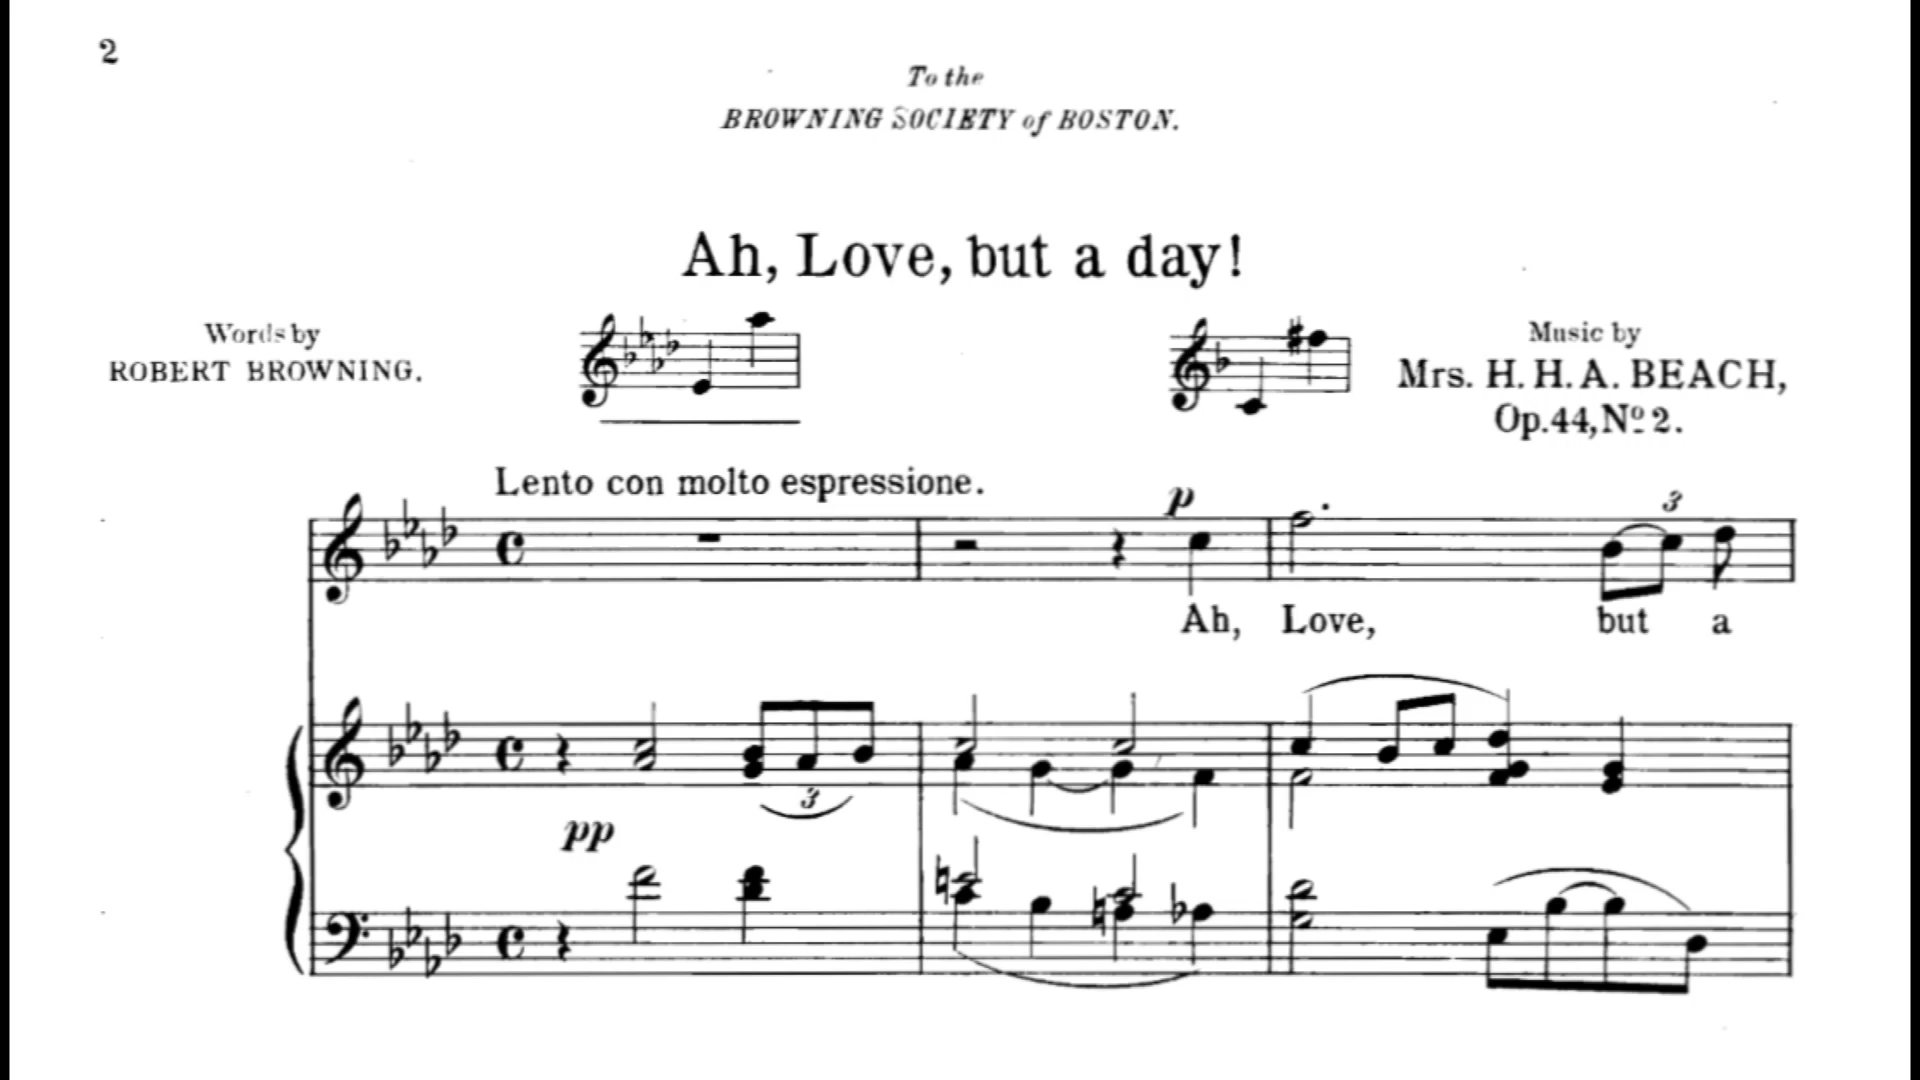 2
To the
BROWNING SOCIETY of BOSTON.
Ah, Love, but a day!
Words by
ROBERT BROWNING.
Music by
Mrs. H. H. A. BEACH,
Op. 44, Nº 2.
Lento con molto espressione.
p
3
Ah, Love, but a
3
pp